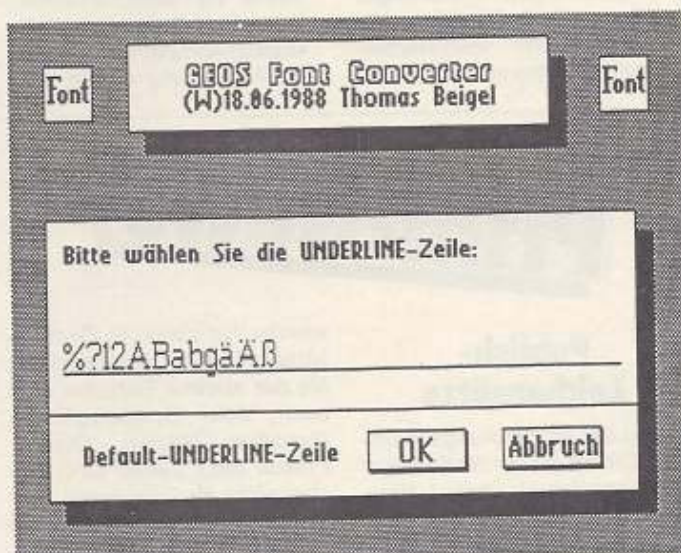 Font
GEOS Font Converter
(W)18.06.1988 Thomas Beigel
Font
Bitte wählen Sie die UNDERLINE-Zeile:
%?12ABabgäÄß
Default-UNDERLINE-Zeile
OK
Abbruch